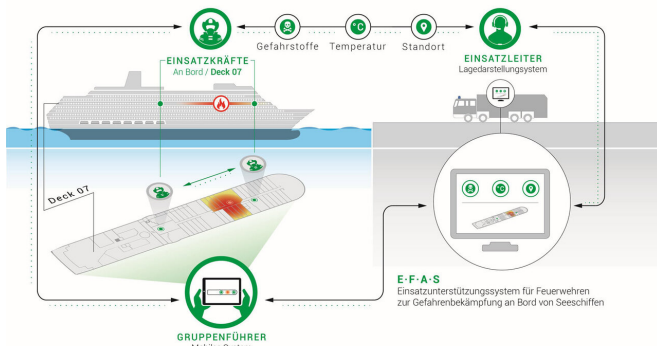 Gefahrstoffe Temperatur Standort
°C
EINSATZKRÄFTE
An Bord / Deck 07
EINSATZLEITER
Lagedarstellungsystem
Deck 07
°C
E·F·A·S
Einsatzunterstützungssystem für Feuerwehren
zur Gefahrenbekämpfung an Bord von Seeschiffen
GRUPPENFÜHRER